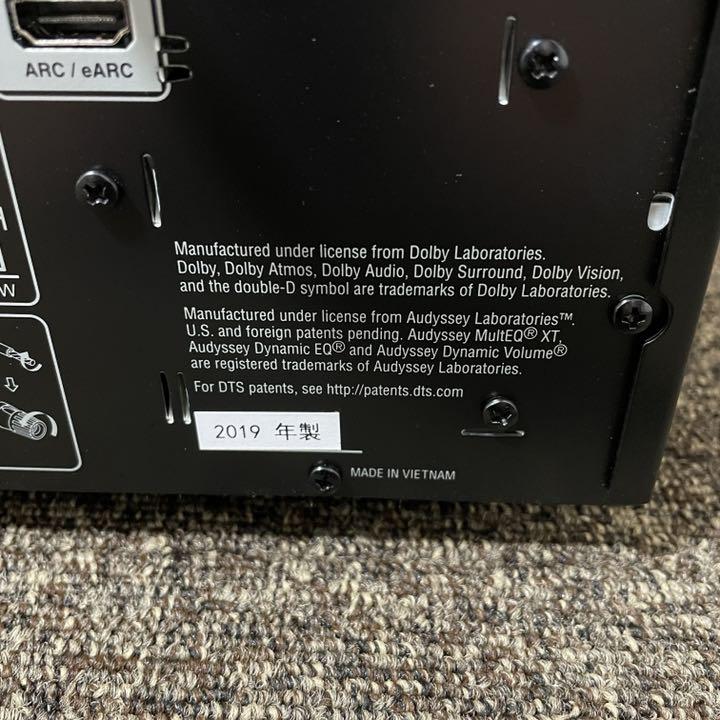 ARC / eARC
H
W
Manufactured under license from Dolby Laboratories.
Dolby, Dolby Atmos, Dolby Audio, Dolby Surround, Dolby Vision,
and the double-D symbol are trademarks of Dolby Laboratories.
Manufactured under license from Audyssey Laboratories™.
U.S. and foreign patents pending. Audyssey MultEQ® XT,
Audyssey Dynamic EQ® and Audyssey Dynamic Volume®
are registered trademarks of Audyssey Laboratories.
For DTS patents, see http://patents.dts.com
2019 年製
MADE IN VIETNAM